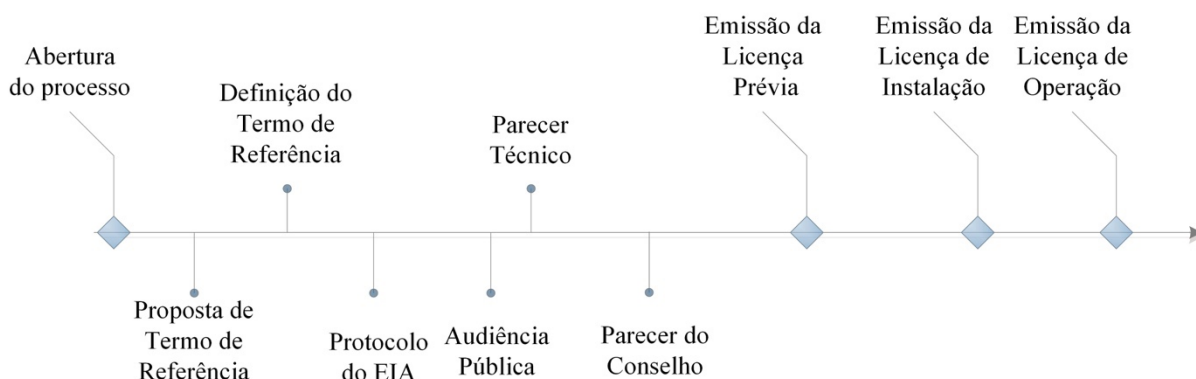 Abertura
do processo
Proposta de
Termo de
Referência
Definição do
Termo de
Referência
Protocolo
do EIA
Audiência
Pública
Parecer
Técnico
Parecer do
Conselho
Emissão da
Licença
Prévia
Emissão da
Licença de
Instalação
Emissão da
Licença de
Operação